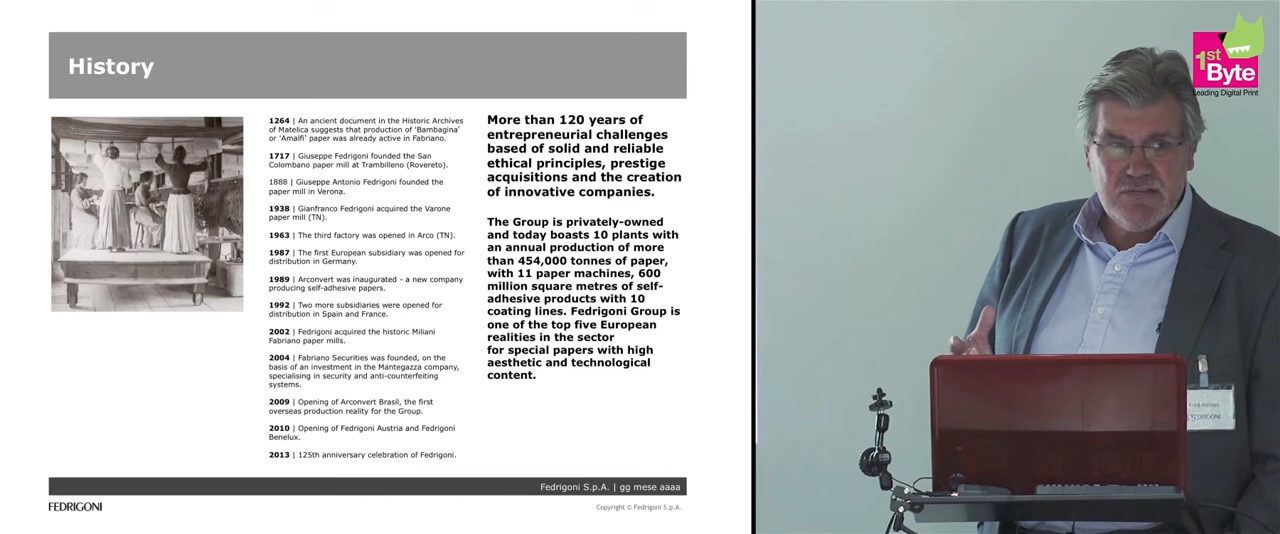 History
1264 | An ancient document in the Historic Archives
of Matelica suggests that production of 'Bambagina'
or 'Amalfi' paper was already active in Fabriano.
1717 | Giuseppe Fedrigoni founded the San
Colombano paper mill at Trambilleno (Rovereto).
1888 | Giuseppe Antonio Fedrigoni founded the
paper mill in Verona.
1938 | Gianfranco Fedrigoni acquired the Varone
paper mill (TN).
1963 | The third factory was opened in Arco (TN).
1987 | The first European subsidiary was opened for
distribution in Germany.
1989 | Arconvert was inaugurated - a new company
producing self-adhesive papers.
1992 | Two more subsidiaries were opened for
distribution in Spain and France.
2002 | Fedrigoni acquired the historic Miliani
Fabriano paper mills.
2004 | Fabriano Securities was founded, on the
basis of an investment in the Mantegazza company,
specialising in security and anti-counterfeiting
systems.
2009 | Opening of Arconvert Brasil, the first
overseas production reality for the Group.
2010 | Opening of Fedrigoni Austria and Fedrigoni
Benelux.
2013 | 125th anniversary celebration of Fedrigoni.
More than 120 years of
entrepreneurial challenges
based of solid and reliable
ethical principles, prestige
acquisitions and the creation
of innovative companies.
The Group is privately-owned
and today boasts 10 plants with
an annual production of more
than 454,000 tonnes of paper,
with 11 paper machines, 600
million square metres of self-
adhesive products with 10
coating lines. Fedrigoni Group is
one of the top five European
realities in the sector
for special papers with high
aesthetic and technological
content.
Fedrigoni S.p.A. | gg mese aaaa
FEDRIGONI
Copyright © Fedrigoni S.p.A.
1st
Byte
Leading Digital Print
FEDRIGONI